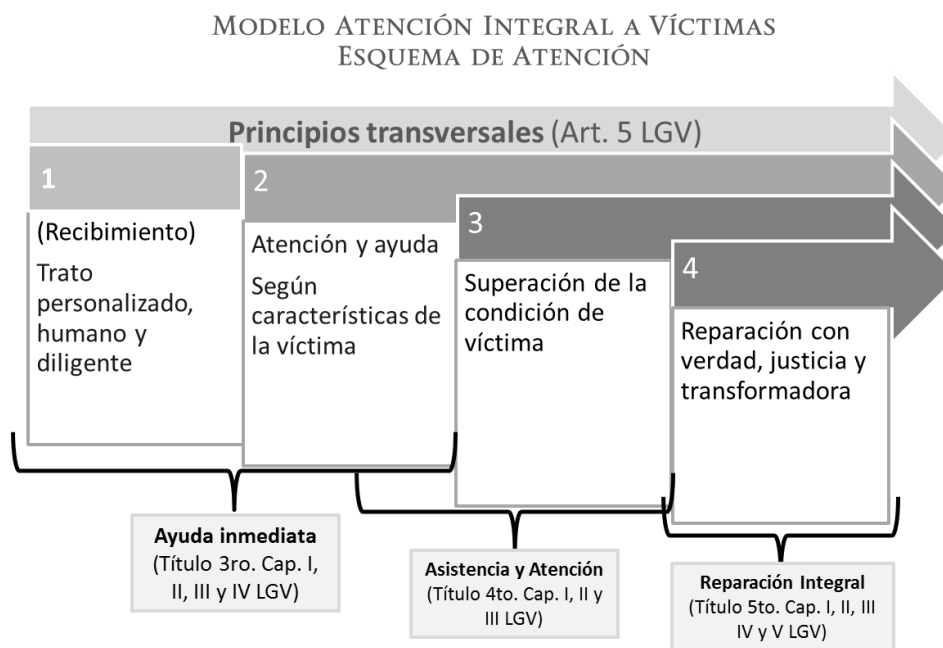 MODELO ATENCIÓN INTEGRAL A VÍCTIMAS
ESQUEMA DE ATENCIÓN
Principios transversales (Art. 5 LGV)
1
(Recibimiento)
Trato
personalizado,
humano y
diligente
2
Atención y ayuda
Según
características de
la víctima
3
Superación de la
condición de
víctima
4
Reparación con
verdad, justicia y
transformadora
Ayuda inmediata
(Título 3ro. Cap. I,
II, III y IV LGV)
Asistencia y Atención
(Título 4to. Cap. I, II y
III LGV)
Reparación Integral
(Título 5to. Cap. I, II, III
IV y V LGV)